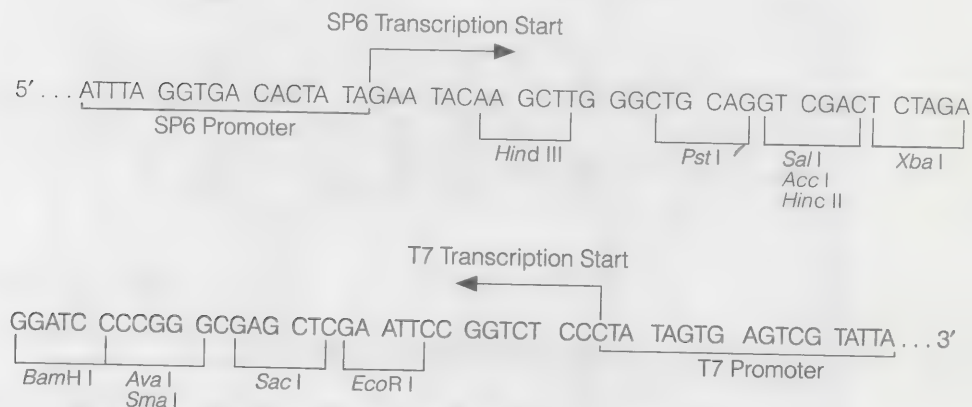 SP6 Transcription Start
5′ . . . ATTTA GGTGA CACTATA TAGAA TACAA GCTTG GGCTG CAGGT CGACT CTAGA
SP6 Promoter
Hind III
Pst I
Sal I
Xba I
Acc I
Hinc II
T7 Transcription Start
GGATC CCCGG GCGAG CTCGA ATTCC GGTCT CCCTA TAGTG AGTCG TATTA . . . 3′
BamH I
Ava I
Sac I
EcoR I
T7 Promoter
Sma I